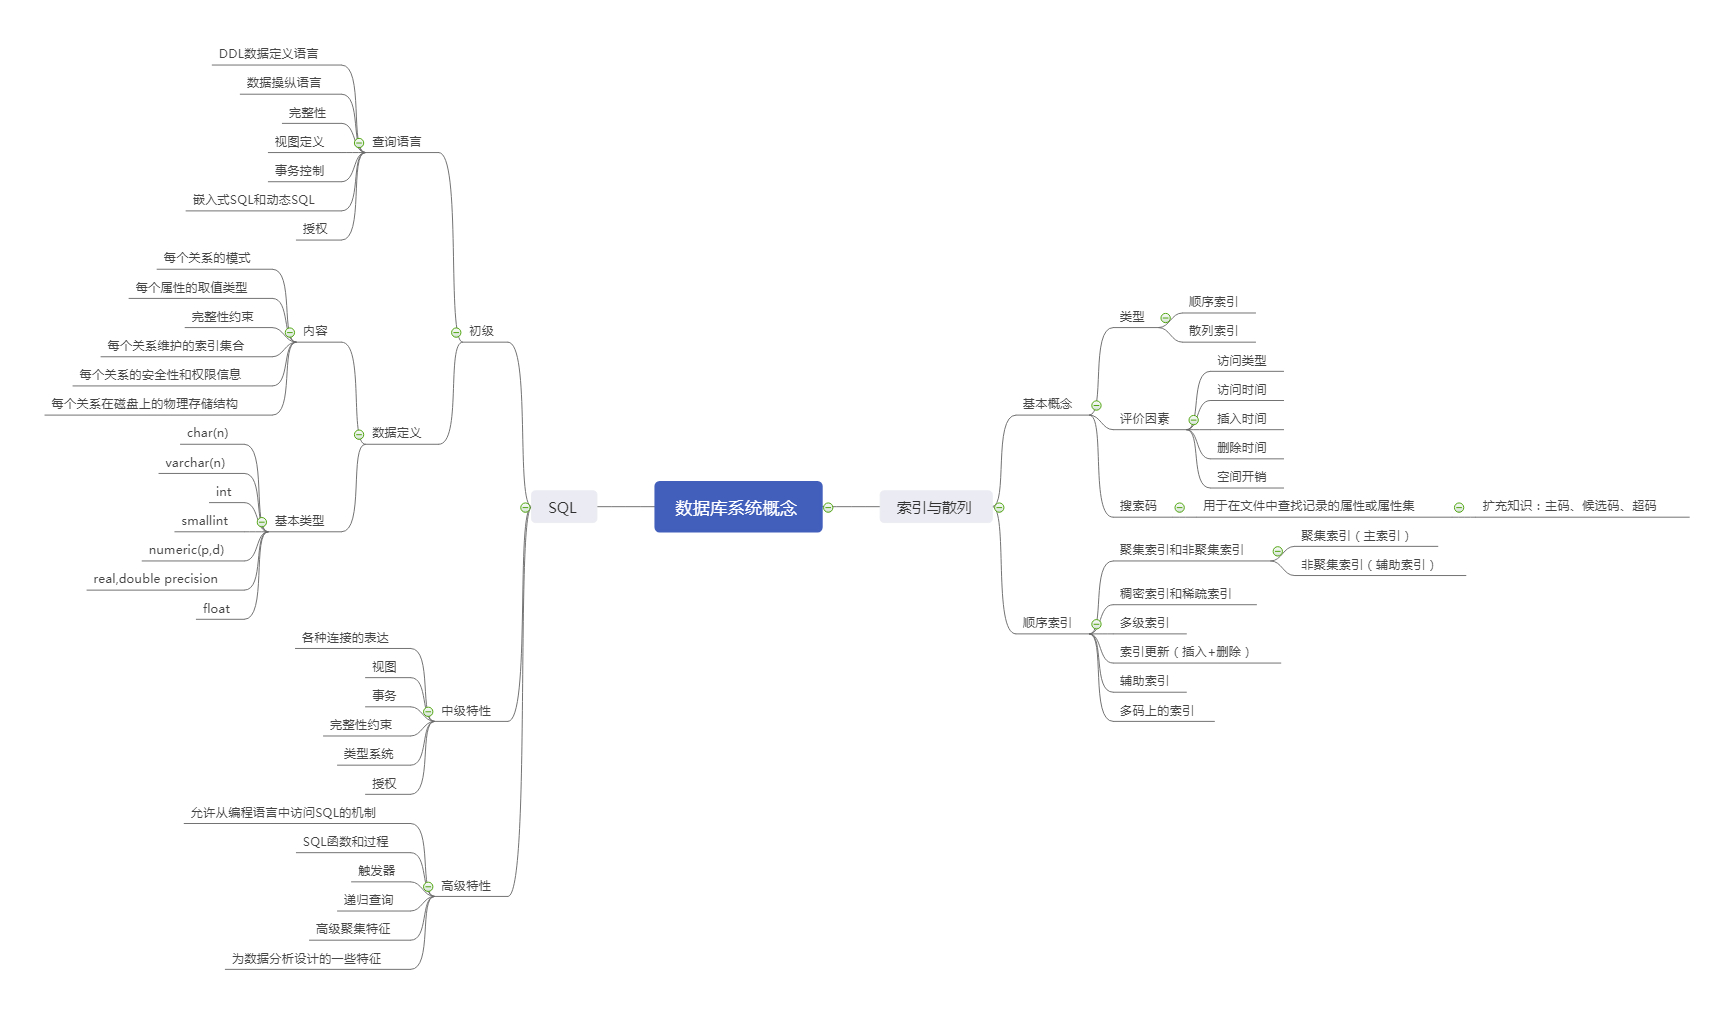 数据库系统概念
SQL
初级
查询语言
DDL数据定义语言
数据操纵语言
完整性
视图定义
事务控制
嵌入式SQL和动态SQL
授权
数据定义
内容
每个关系的模式
每个属性的取值类型
完整性约束
每个关系维护的索引集合
每个关系的安全性和权限信息
每个关系在磁盘上的物理存储结构
基本类型
char(n)
varchar(n)
int
smallint
numeric(p,d)
real,double precision
float
中级特性
各种连接的表达
视图
事务
完整性约束
类型系统
授权
高级特性
允许从编程语言中访问SQL的机制
SQL函数和过程
触发器
递归查询
高级聚集特征
为数据分析设计的一些特征
索引与散列
基本概念
类型
顺序索引
散列索引
评价因素
访问类型
访问时间
插入时间
删除时间
空间开销
搜索码
用于在文件中查找记录的属性或属性集
扩充知识：主码、候选码、超码
顺序索引
聚集索引和非聚集索引
聚集索引（主索引）
非聚集索引（辅助索引）
稠密索引和稀疏索引
多级索引
索引更新（插入+删除）
辅助索引
多码上的索引